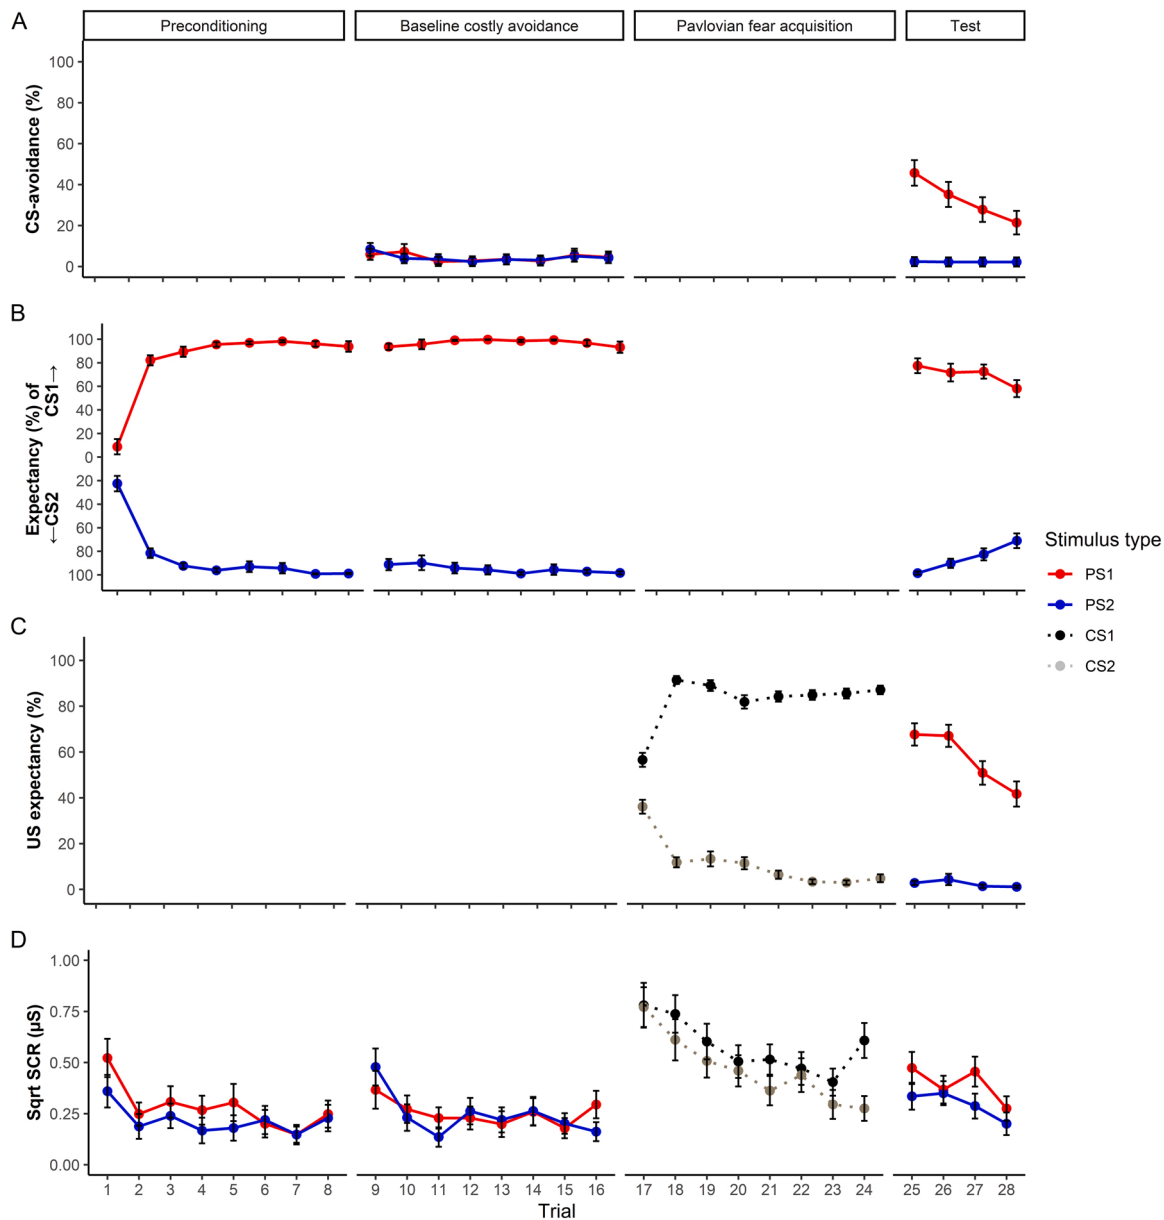 A
Preconditioning
Baseline costly avoidance
Pavlovian fear acquisition
Test
CS-avoidance (%)
100
80
60
40
20
0
B
Expectancy (%) of
←CS2 CS1→
100
80
60
40
20
0
20
40
60
80
100
Stimulus type
PS1
PS2
CS1
CS2
C
US expectancy (%)
100
80
60
40
20
0
D
Sqrt SCR (µS)
1.00
0.75
0.50
0.25
0.00
1 2 3 4 5 6 7 8 9 10 11 12 13 14 15 16 17 18 19 20 21 22 23 24 25 26 27 28
Trial